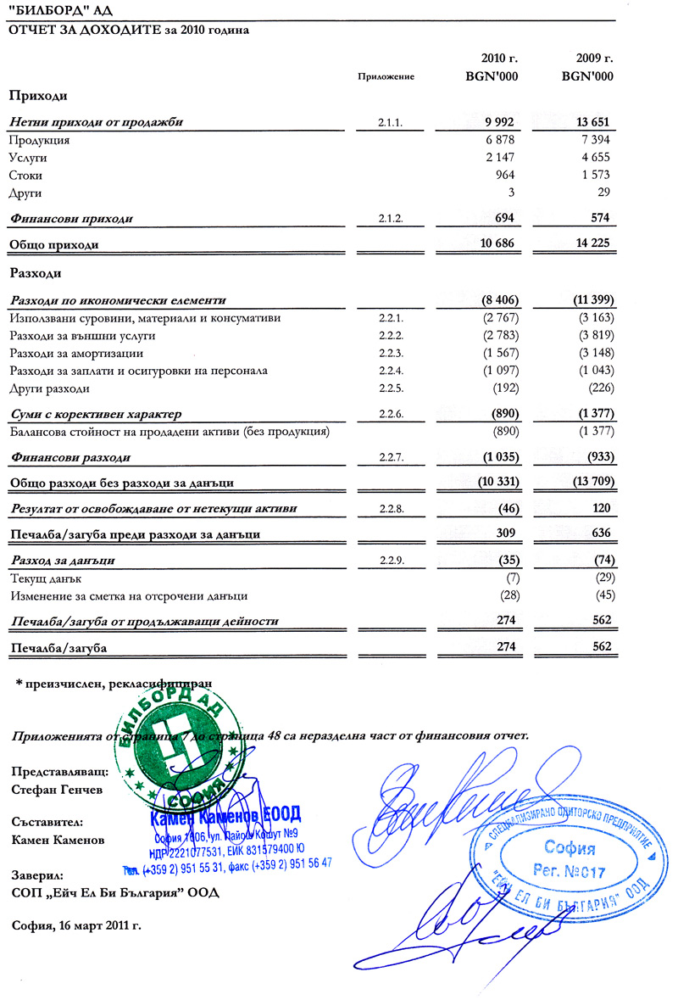 "БИЛБОРД" АД
ОТЧЕТ ЗА ДОХОДИТЕ за 2010 година
2010 г. 2009 г.
Приложение BGN'000 BGN'000
Приходи
Нетни приходи от продажби 2.1.1. 9 992 13 651
Продукция 6 878 7 394
Услуги 2 147 4 655
Стоки 964 1 573
Други 3 29
Финансови приходи 2.1.2. 694 574
Общо приходи 10 686 14 225
Разходи
Разходи по икономически елементи (8 406) (11 399)
Използвани суровини, материали и консумативи 2.2.1. (2 767) (3 163)
Разходи за външни услуги 2.2.2. (2 783) (3 819)
Разходи за амортизации 2.2.3. (1 567) (3 148)
Разходи за заплати и осигуровки на персонала 2.2.4. (1 097) (1 043)
Други разходи 2.2.5. (192) (226)
Суми с корективен характер 2.2.6. (890) (1 377)
Балансова стойност на продадени активи (без продукция) (890) (1 377)
Финансови разходи 2.2.7. (1 035) (933)
Общо разходи без разходи за данъци (10 331) (13 709)
Резултат от освобождаване от нетекущи активи 2.2.8. (46) 120
Печалба/загуба преди разходи за данъци 309 636
Разход за данъци 2.2.9. (35) (74)
Текущ данък (7) (29)
Изменение за сметка на отсрочени данъци (28) (45)
Печалба/загуба от продължаващи дейности 274 562
Печалба/загуба 274 562
* преизчислен, рекласифициран
БИЛБОРД АД
СОФИЯ
Приложенията от страница 7 до страница 48 са неразделна част от финансовия отчет.
Представляващ:
Стефан Генчев
Съставител:
Камен Каменов
Камен Каменов ЕООД
София 1606, ул. Лайош Кошут №9
НДР 2221077531, ЕИК 831579400 Ю
Тел. (+359 2) 951 55 31, факс (+359 2) 951 56 47
СПЕЦИАЛИЗИРАНО ОДИТОРСКО ПРЕДПРИЯТИЕ
София
Рег. №017
"ЕЙЧ ЕЛ БИ БЪЛГАРИЯ" ООД
Заверил:
СОП „Ейч Ел Би България” ООД
София, 16 март 2011 г.